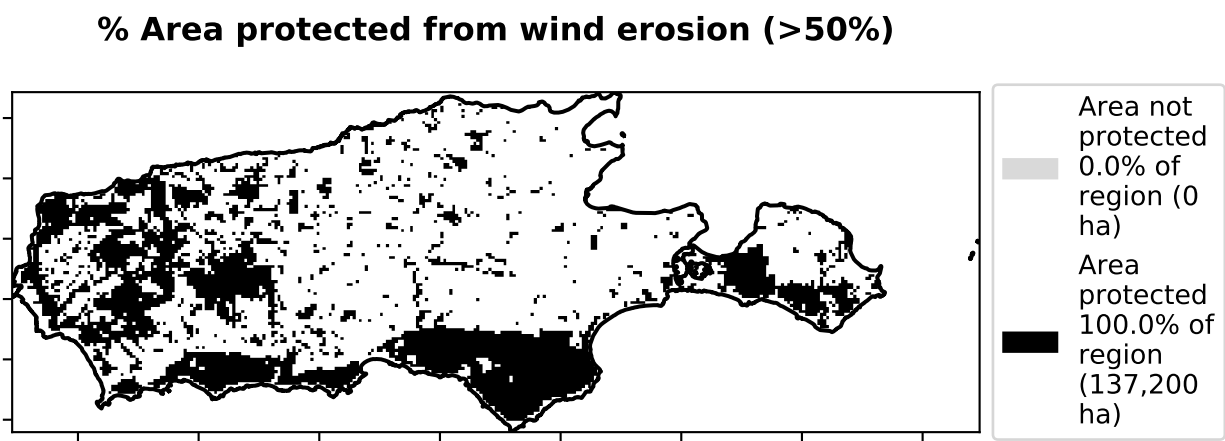 % Area protected from wind erosion (>50%)
Area not
protected
0.0% of
region (0
ha)
Area
protected
100.0% of
region
(137,200
ha)